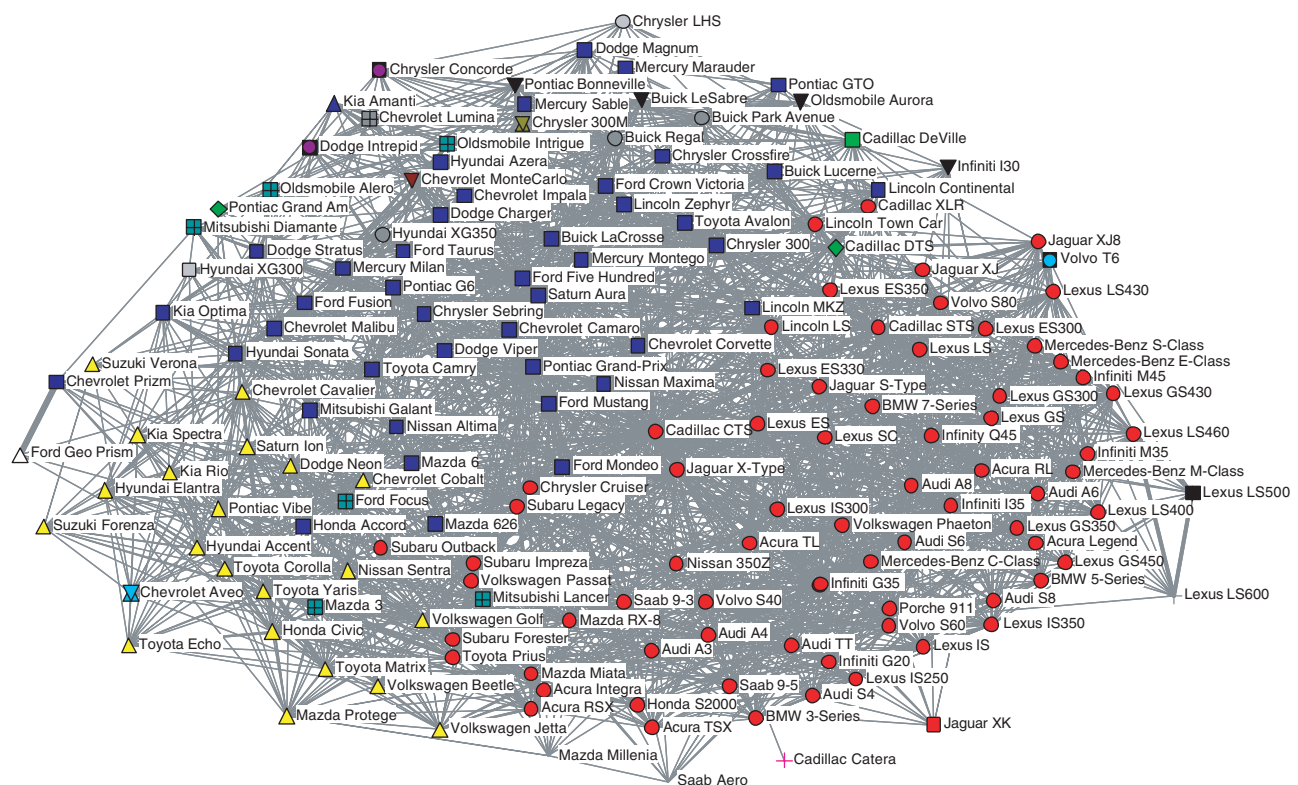 Chrysler LHS
Dodge Magnum
Mercury Marauder
Chrysler Concorde
Pontiac Bonneville
Pontiac GTO
Kia Amanti
Mercury Sable
Buick LeSabre
Oldsmobile Aurora
Chevrolet Lumina
Chrysler 300M
Buick Park Avenue
Dodge Intrepid
Oldsmobile Intrigue
Buick Regal
Cadillac DeVille
Hyundai Azera
Chrysler Crossfire
Infiniti I30
Chevrolet MonteCarlo
Buick Lucerne
Oldsmobile Alero
Chevrolet Impala
Ford Crown Victoria
Lincoln Continental
Pontiac Grand Am
Dodge Charger
Lincoln Zephyr
Cadillac XLR
Mitsubishi Diamante
Hyundai XG350
Toyota Avalon
Lincoln Town Car
Dodge Stratus
Ford Taurus
Buick LaCrosse
Chrysler 300
Cadillac DTS
Jaguar XJ8
Hyundai XG300
Mercury Milan
Mercury Montego
Jaguar XJ
Volvo T6
Pontiac G6
Ford Five Hundred
Lexus ES350
Lexus LS430
Ford Fusion
Saturn Aura
Volvo S80
Kia Optima
Chrysler Sebring
Lincoln MKZ
Chevrolet Malibu
Chevrolet Camaro
Lincoln LS
Cadillac STS
Lexus ES300
Hyundai Sonata
Dodge Viper
Chevrolet Corvette
Lexus LS
Mercedes-Benz S-Class
Suzuki Verona
Toyota Camry
Pontiac Grand-Prix
Lexus ES330
Mercedes-Benz E-Class
Chevrolet Prizm
Nissan Maxima
Jaguar S-Type
Infiniti M45
Chevrolet Cavalier
Ford Mustang
BMW 7-Series
Lexus GS300
Lexus GS430
Mitsubishi Galant
Lexus GS
Kia Spectra
Nissan Altima
Cadillac CTS
Lexus ES
Lexus SC
Infinity Q45
Lexus LS460
Ford Geo Prism
Saturn Ion
Infiniti M35
Kia Rio
Dodge Neon
Mazda 6
Ford Mondeo
Jaguar X-Type
Acura RL
Mercedes-Benz M-Class
Hyundai Elantra
Chevrolet Cobalt
Chrysler Cruiser
Audi A8
Audi A6
Lexus LS500
Pontiac Vibe
Ford Focus
Subaru Legacy
Lexus IS300
Infiniti I35
Lexus LS400
Suzuki Forenza
Honda Accord
Mazda 626
Volkswagen Phaeton
Lexus GS350
Hyundai Accent
Subaru Outback
Acura TL
Audi S6
Acura Legend
Toyota Corolla
Nissan Sentra
Subaru Impreza
Nissan 350Z
Mercedes-Benz C-Class
Lexus GS450
Chevrolet Aveo
Toyota Yaris
Volkswagen Passat
Infiniti G35
BMW 5-Series
Mazda 3
Mitsubishi Lancer
Saab 9-3
Volvo S40
Porche 911
Audi S8
Lexus LS600
Honda Civic
Volkswagen Golf
Mazda RX-8
Volvo S60
Lexus IS350
Toyota Echo
Subaru Forester
Audi A4
Audi A3
Audi TT
Lexus IS
Toyota Matrix
Toyota Prius
Infiniti G20
Volkswagen Beetle
Mazda Miata
Lexus IS250
Acura Integra
Saab 9-5
Audi S4
Mazda Protege
Acura RSX
Honda S2000
BMW 3-Series
Jaguar XK
Volkswagen Jetta
Acura TSX
Mazda Millenia
Cadillac Catera
Saab Aero